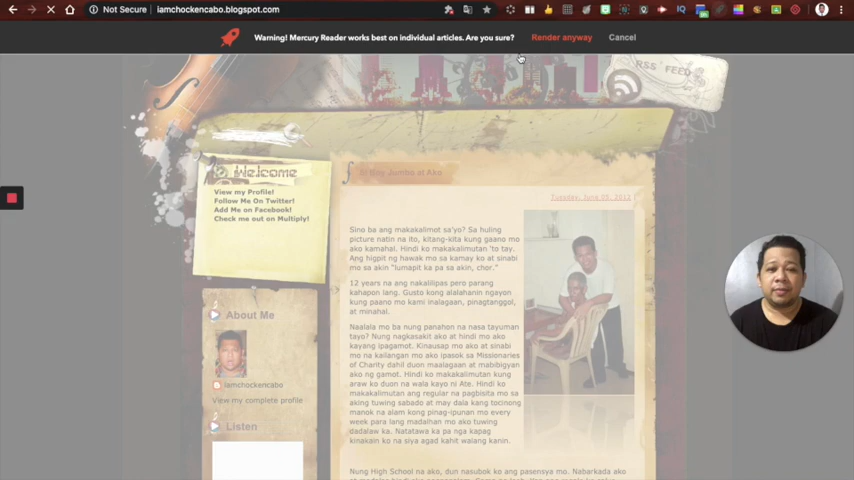 Not Secure | iamchockencabo.blogspot.com
Warning! Mercury Reader works best on individual articles. Are you sure? Render anyway Cancel
RSS FEED
Welcome
View my Profile!
Follow Me On Twitter!
Add Me on Facebook!
Check me out on Multiply!
Si Boy Jumbo at Ako
Tuesday, June 05, 2012
Sino ba ang makakalimot sa'yo? Sa huling
picture natin na ito, kitang-kita kung gaano mo
ako kamahal. Hindi ko makakalimutan 'to tay.
Ang higpit ng hawak mo sa kamay ko at sinabi
mo sa akin "lumapit ka pa sa akin, chor."
12 years na ang nakalilipas pero parang
kahapon lang. Gusto kong alalahanin ngayon
kung paano mo kami inalagaan, pinagtanggol,
at minahal.
Naalala mo ba nung panahon na nasa tayuman
tayo? Nung nagkasakit ako at hindi mo ako
kayang ipagamot. Kinausap mo ako at sinabi
mo na kailangan mo ako ipasok sa Missionaries
of Charity dahil duon maalagaan at mabibigyan
ako ng gamot. Hindi ko makakalimutan kung
araw ko duon na wala kayo ni Ate. Hindi ko
makakalimutan ang regular na pagbisita mo sa
aking tuwing sabado at may dala kang tocinong
manok na alam kong pinag-ipunan mo every
week para lang madalhan mo ako tuwing
dadalaw ka. Natatawa ka pa nga kapag
kinakain ko na siya agad kahit walang kanin.
Nung High School na ako, dun nasubok ko ang pasensya mo. Nabarkada ako
About Me
iamchockencabo
View my complete profile
Listen